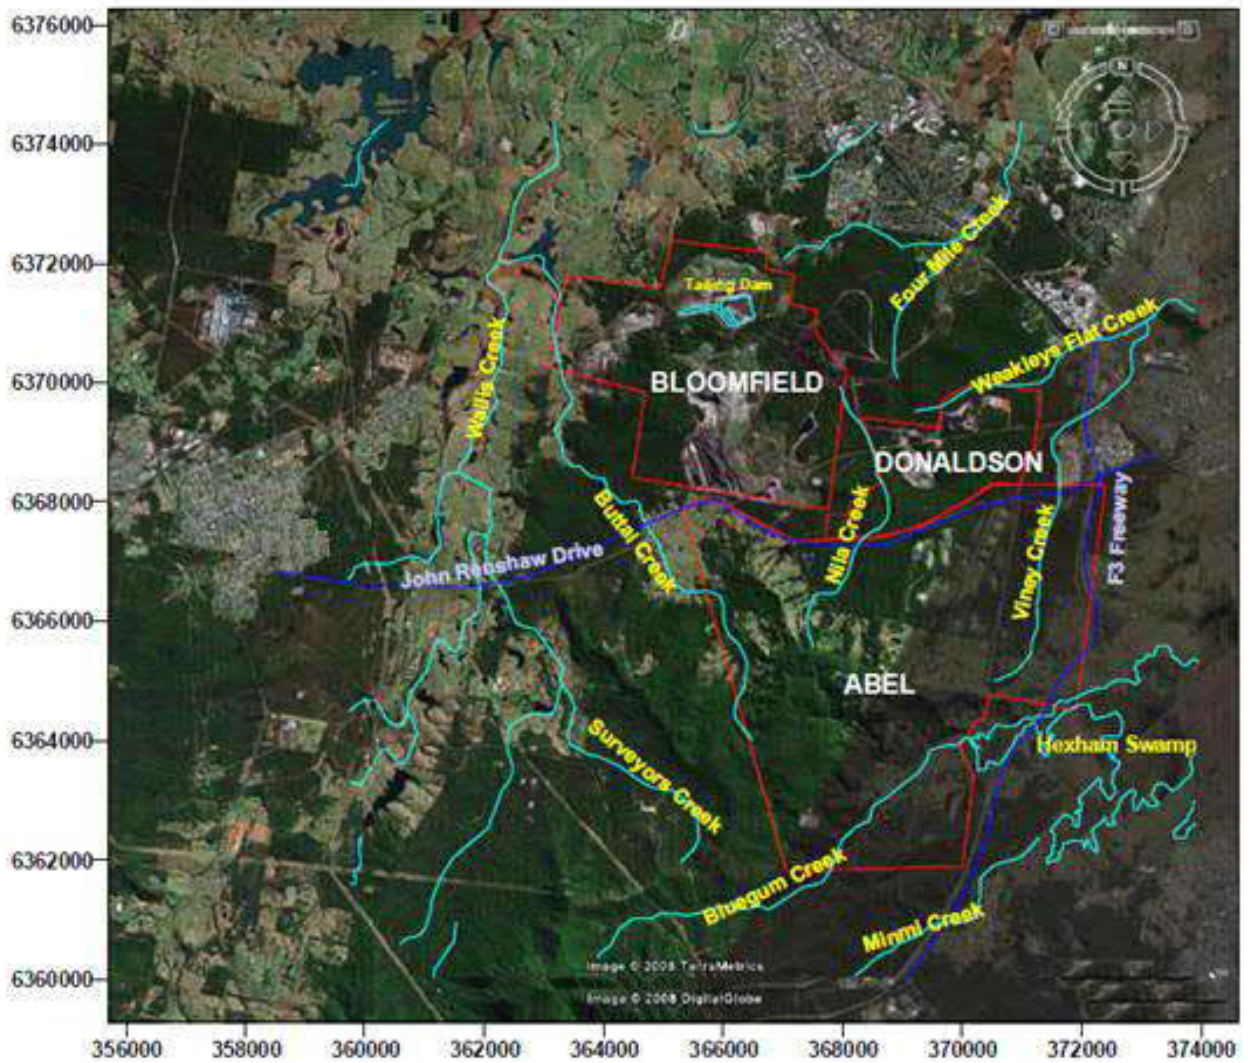 6376000
N
6374000
Four Mile Creek
6372000
Tailing Dam
Weakleys Flat Creek
Wallis Creek
6370000
BLOOMFIELD
DONALDSON
6368000
Buttai Creek
Nila Creek
Viney Creek
F3 Freeway
John Renshaw Drive
6366000
ABEL
6364000
Hexham Swamp
Surveyors Creek
6362000
Bluegum Creek
Minmi Creek
6360000
Image © 2008 TerraMetrics
Image © 2008 DigitalGlobe
356000 358000 360000 362000 364000 366000 368000 370000 372000 374000